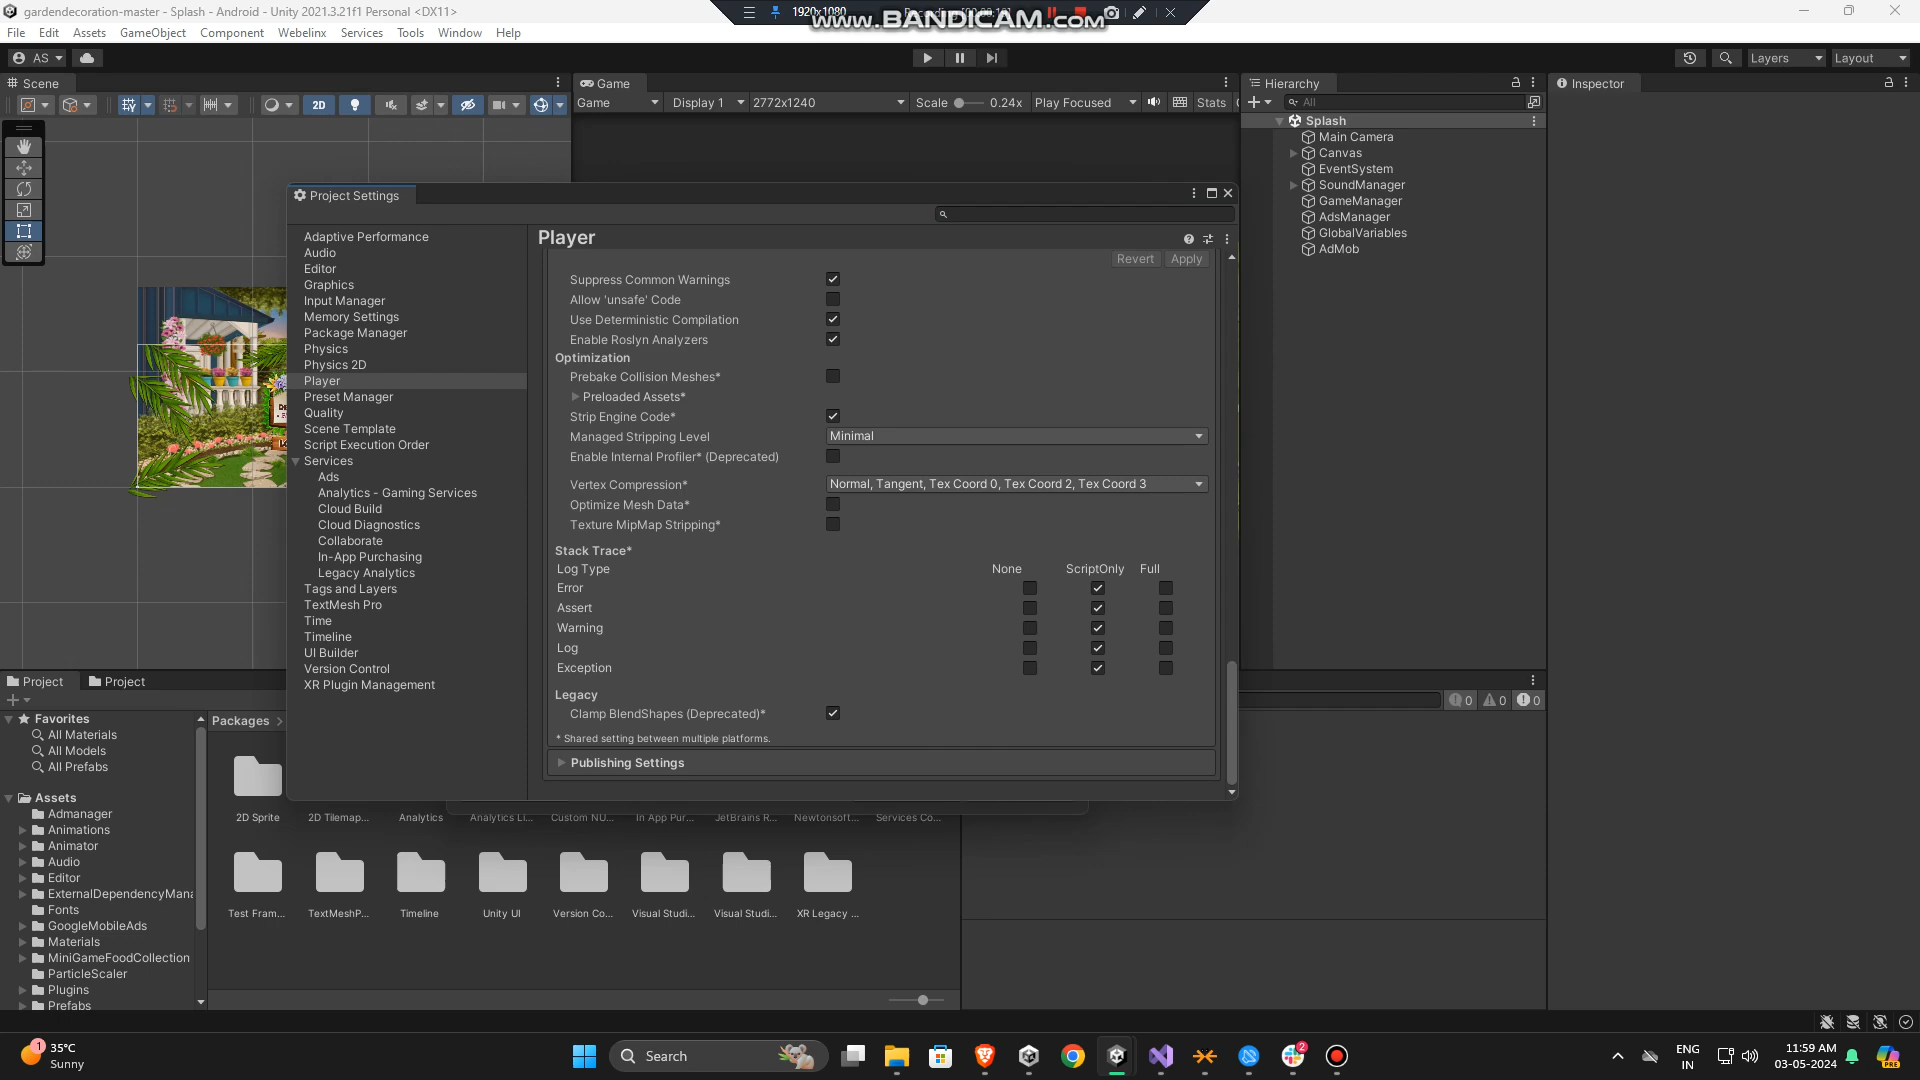 gardendecoration-master - Splash - Android - Unity 2021.3.21f1 Personal <DX11>
1920x1080
www.BANDICAM.com
File Edit Assets GameObject Component Webelinx Services Tools Window Help
AS
Layers
Layout
Scene
Game
Hierarchy
Inspector
2D
Game
Display 1
2772x1240
Scale
0.24x
Play Focused
Stats
All
Splash
Main Camera
Canvas
EventSystem
SoundManager
GameManager
AdsManager
GlobalVariables
AdMob
Project Settings
Adaptive Performance
Audio
Editor
Graphics
Input Manager
Memory Settings
Package Manager
Physics
Physics 2D
Player
Preset Manager
Quality
Scene Template
Script Execution Order
Services
Ads
Analytics - Gaming Services
Cloud Build
Cloud Diagnostics
Collaborate
In-App Purchasing
Legacy Analytics
Tags and Layers
TextMesh Pro
Time
Timeline
UI Builder
Version Control
XR Plugin Management
Player
Revert
Apply
Suppress Common Warnings
Allow 'unsafe' Code
Use Deterministic Compilation
Enable Roslyn Analyzers
Optimization
Prebake Collision Meshes*
Preloaded Assets*
Strip Engine Code*
Managed Stripping Level
Minimal
Enable Internal Profiler* (Deprecated)
Vertex Compression*
Normal, Tangent, Tex Coord 0, Tex Coord 2, Tex Coord 3
Optimize Mesh Data*
Texture MipMap Stripping*
Stack Trace*
Log Type None ScriptOnly Full
Error
Assert
Warning
Log
Exception
Legacy
Clamp BlendShapes (Deprecated)*
* Shared setting between multiple platforms.
Publishing Settings
Project
Project
0 0 0
Favorites
All Materials
All Models
All Prefabs
Assets
Admanager
Animations
Animator
Audio
Editor
ExternalDependencyMana
Fonts
GoogleMobileAds
Materials
MiniGameFoodCollection
ParticleScaler
Plugins
Prefabs
Packages
2D Sprite
2D Tilemap...
Analytics
Analytics Li...
Custom NU...
In App Pur...
JetBrains R...
Newtonsoft...
Services Co...
Test Fram...
TextMeshP...
Timeline
Unity UI
Version Co...
Visual Studi...
Visual Studi...
XR Legacy ...
1
35°C
Sunny
Search
2
ENG
IN
11:59 AM
03-05-2024
PRE